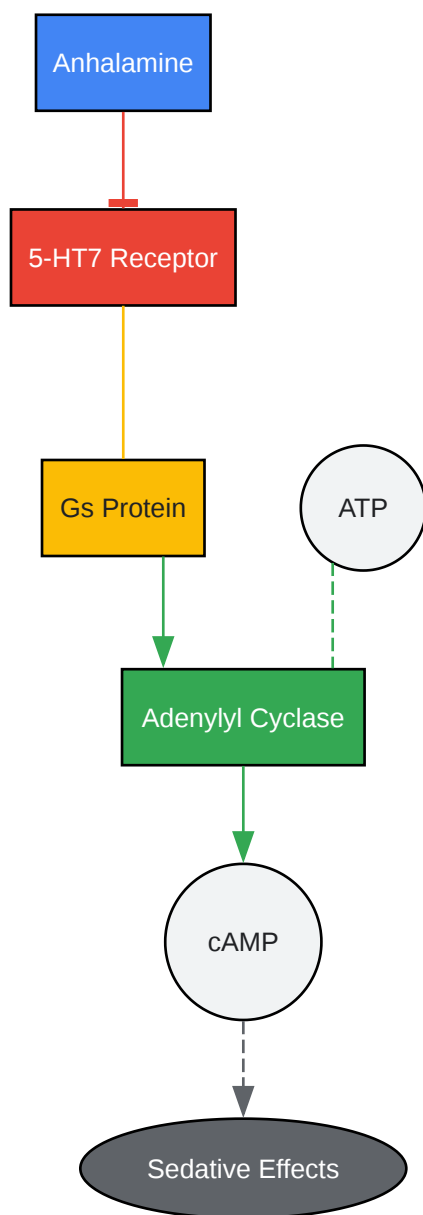 Anhalamine
5-HT7 Receptor
Gs Protein
ATP
Adenylyl Cyclase
cAMP
Sedative Effects